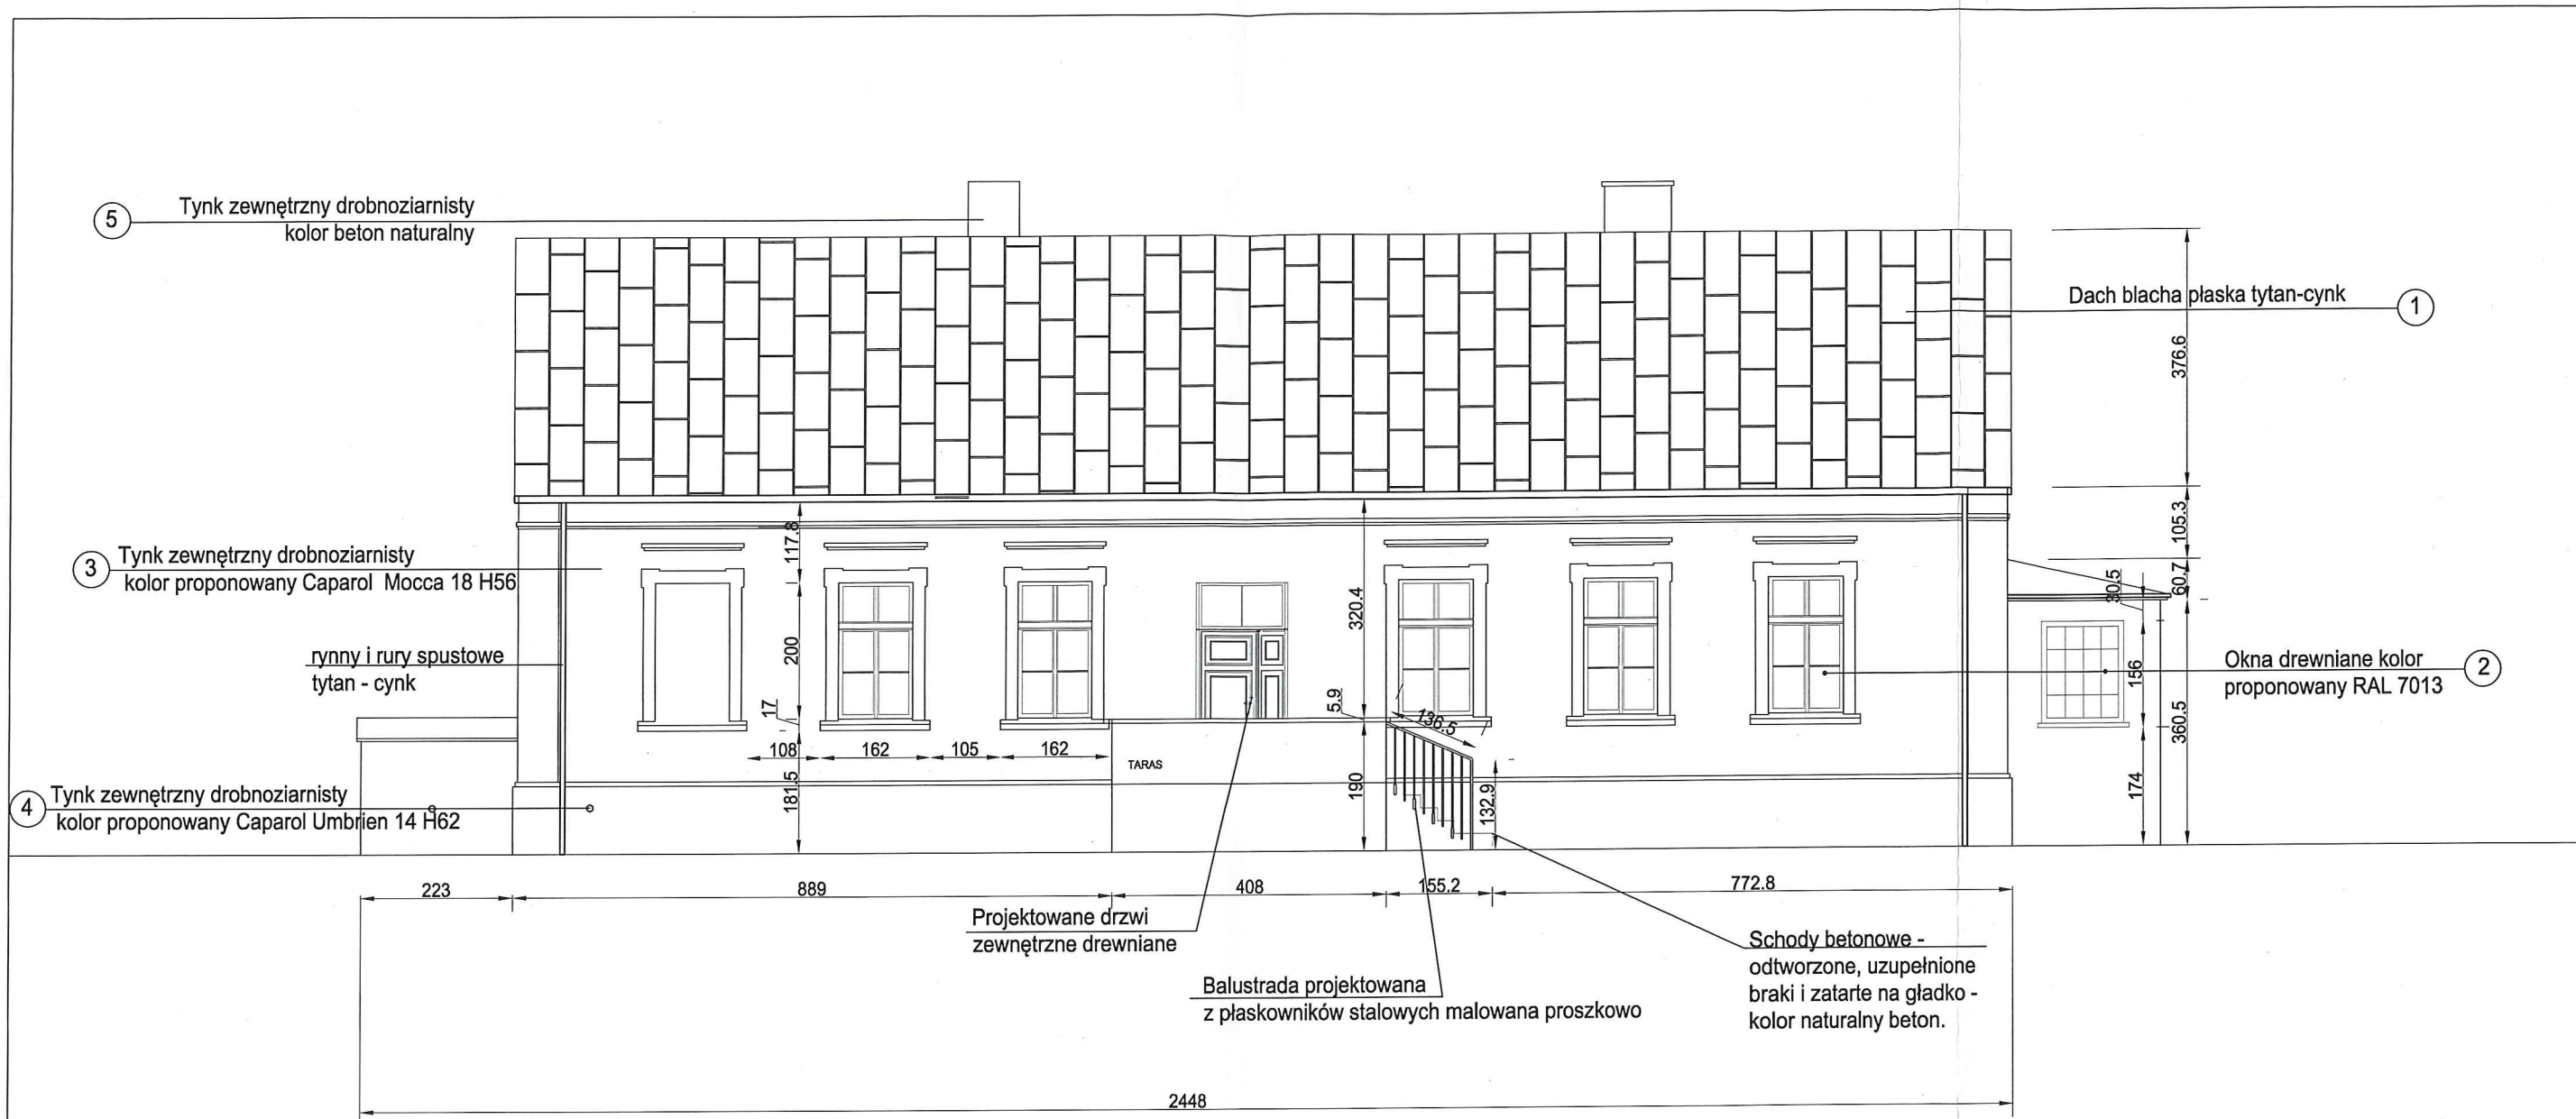 5
Tynk zewnętrzny drobnoziarnisty
kolor beton naturalny
Dach blacha płaska tytan-cynk
1
376.6
105.3
60.7
30.5
360.5
156
174
3
Tynk zewnętrzny drobnoziarnisty
kolor proponowany Caparol Mocca 18 H56
117.8
200
17
181.5
320.4
5.9
190
136.5
132.9
rynny i rury spustowe
tytan - cynk
Okna drewniane kolor
proponowany RAL 7013
2
108
162
105
162
TARAS
4
Tynk zewnętrzny drobnoziarnisty
kolor proponowany Caparol Umbrien 14 H62
223
889
408
155.2
772.8
Projektowane drzwi
zewnętrzne drewniane
Balustrada projektowana
z płaskowników stalowych malowana proszkowo
Schody betonowe -
odtworzone, uzupełnione
braki i zatarte na gładko -
kolor naturalny beton.
2448